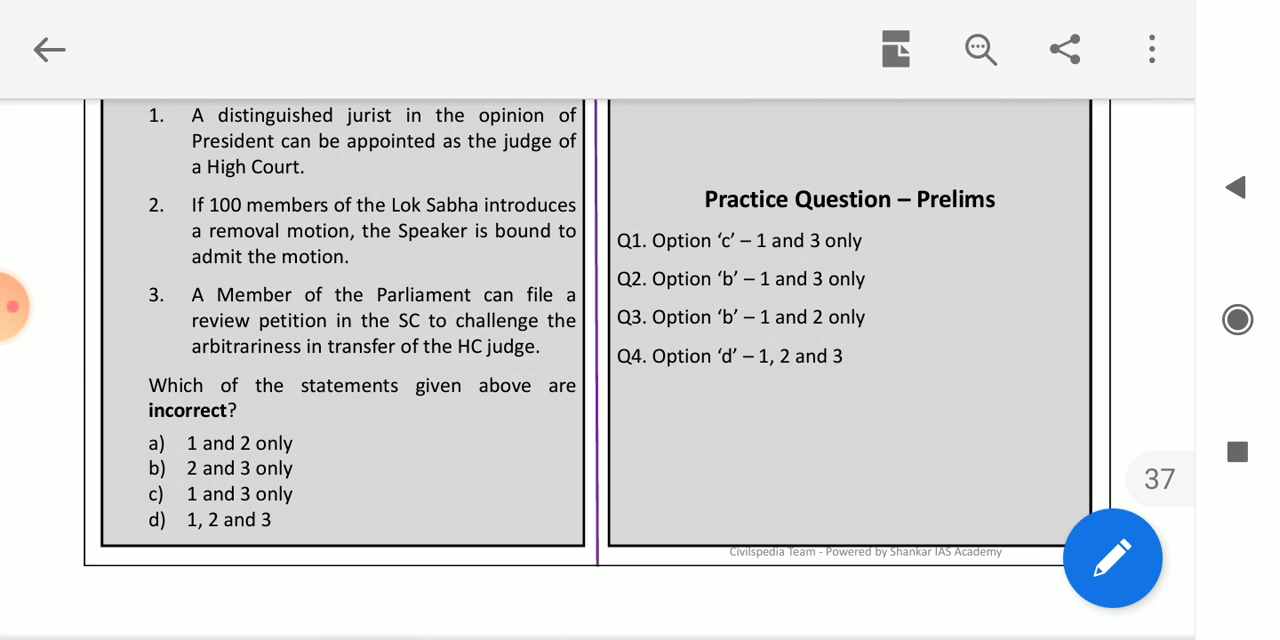 1. A distinguished jurist in the opinion of
President can be appointed as the judge of
a High Court.
2. If 100 members of the Lok Sabha introduces
a removal motion, the Speaker is bound to
admit the motion.
3. A Member of the Parliament can file a
review petition in the SC to challenge the
arbitrariness in transfer of the HC judge.
Which of the statements given above are
incorrect?
a) 1 and 2 only
b) 2 and 3 only
c) 1 and 3 only
d) 1, 2 and 3
Practice Question – Prelims
Q1. Option ‘c’ – 1 and 3 only
Q2. Option ‘b’ – 1 and 3 only
Q3. Option ‘b’ – 1 and 2 only
Q4. Option ‘d’ – 1, 2 and 3
37
Civilspedia Team - Powered by Shankar IAS Academy